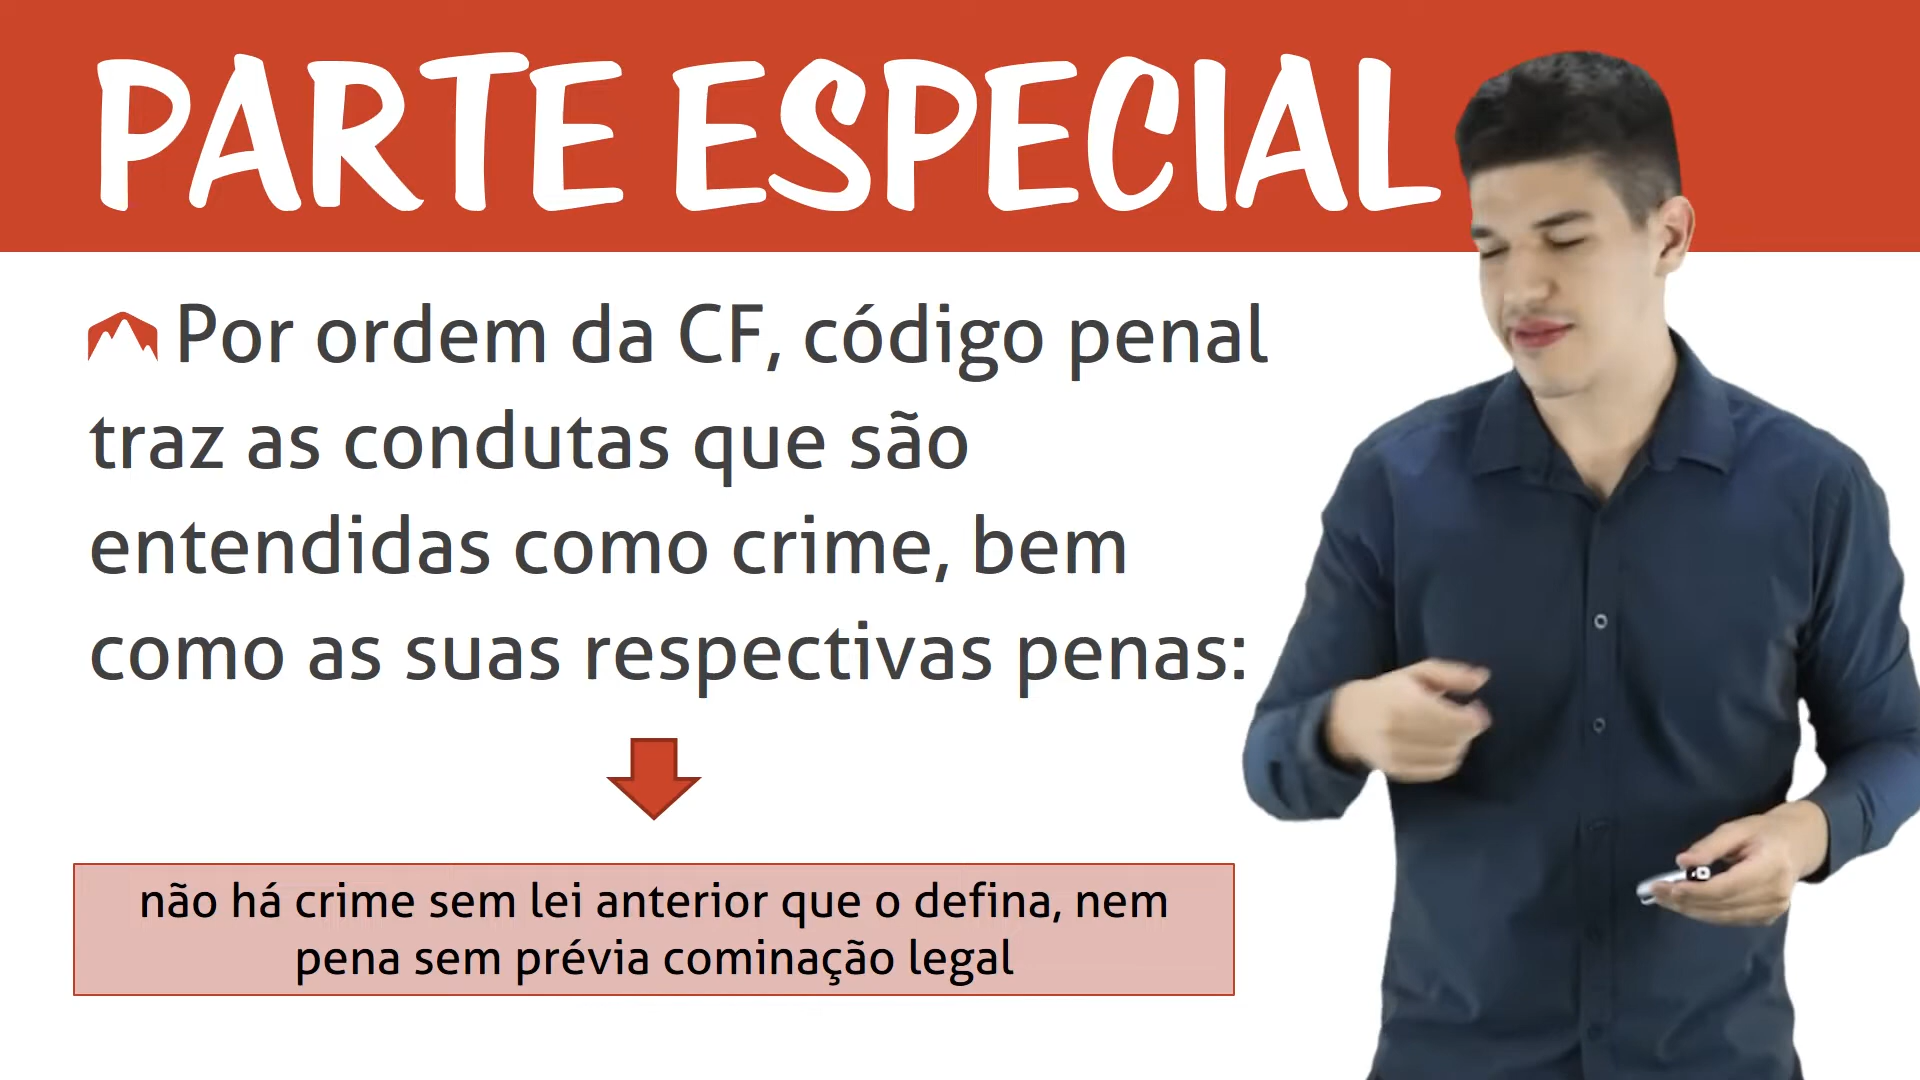 PARTE ESPECIAL
Por ordem da CF, código penal
traz as condutas que são
entendidas como crime, bem
como as suas respectivas penas:
não há crime sem lei anterior que o defina, nem
pena sem prévia cominação legal